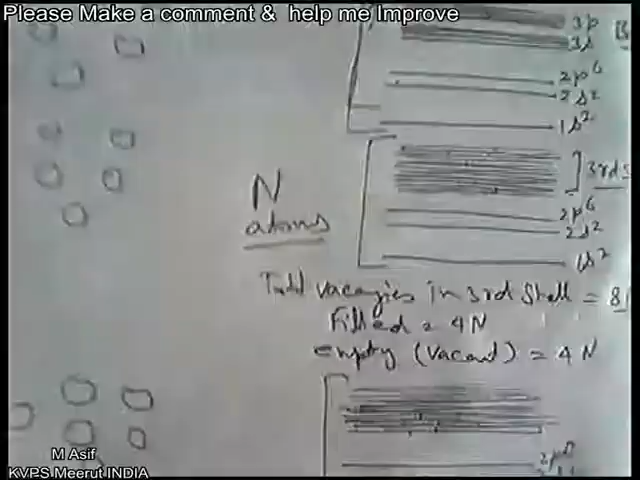 Please Make a comment & help me Improve
3p
3s
2p⁶
2s²
1s²
N
atoms
3rd S
2p⁶
2s²
1s²
Total vacancies in 3rd Shell = 8
Filled = 4N
empty (Vacant) = 4N
M Asif
KVPS Meerut INDIA